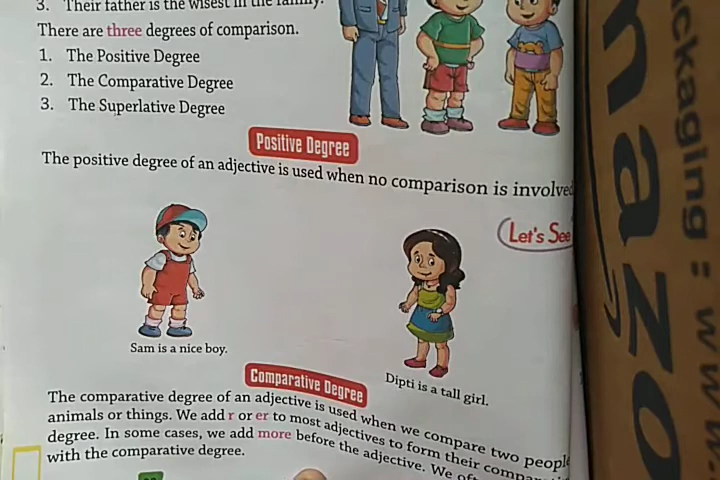 3. Their father is the wisest in the family.
There are three degrees of comparison.
1. The Positive Degree
2. The Comparative Degree
3. The Superlative Degree
Positive Degree
The positive degree of an adjective is used when no comparison is involved
Let's See
Sam is a nice boy.
Dipti is a tall girl.
Comparative Degree
The comparative degree of an adjective is used when we compare two people
animals or things. We add r or er to most adjectives to form their
degree. In some cases, we add more before the adjective. We
with the comparative degree.
ckaging : www.
mazo